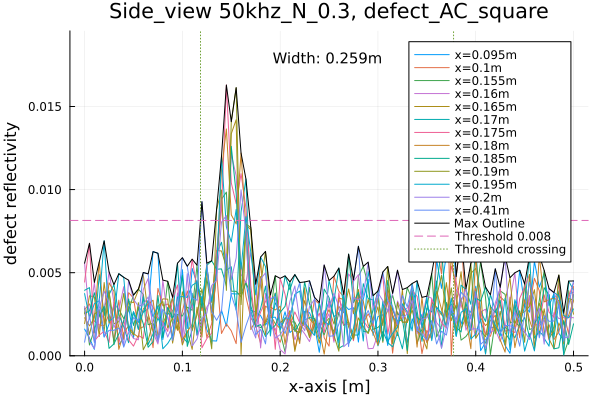 Side_view 50khz_N_0.3, defect_AC_square
Width: 0.259m
x=0.095m
x=0.1m
x=0.155m
x=0.16m
x=0.165m
x=0.17m
x=0.175m
x=0.18m
x=0.185m
x=0.19m
x=0.195m
x=0.2m
x=0.41m
Max Outline
Threshold 0.008
Threshold crossing
defect reflectivity
0.015
0.010
0.005
0.000
0.0 0.1 0.2 0.3 0.4 0.5
x-axis [m]